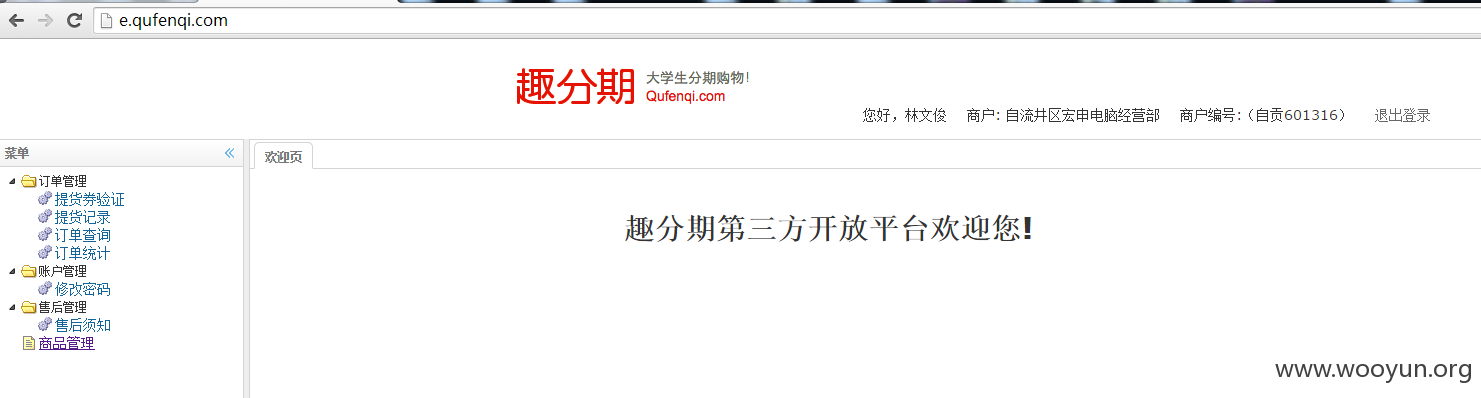 e.qufenqi.com
趣分期 大学生分期购物!
Qufenqi.com
您好，林文俊 商户: 自流井区宏申电脑经营部 商户编号:（自贡601316） 退出登录
菜单
欢迎页
订单管理
提货券验证
提货记录
订单查询
订单统计
账户管理
修改密码
售后管理
售后须知
商品管理
趣分期第三方开放平台欢迎您!
www.wooyun.org